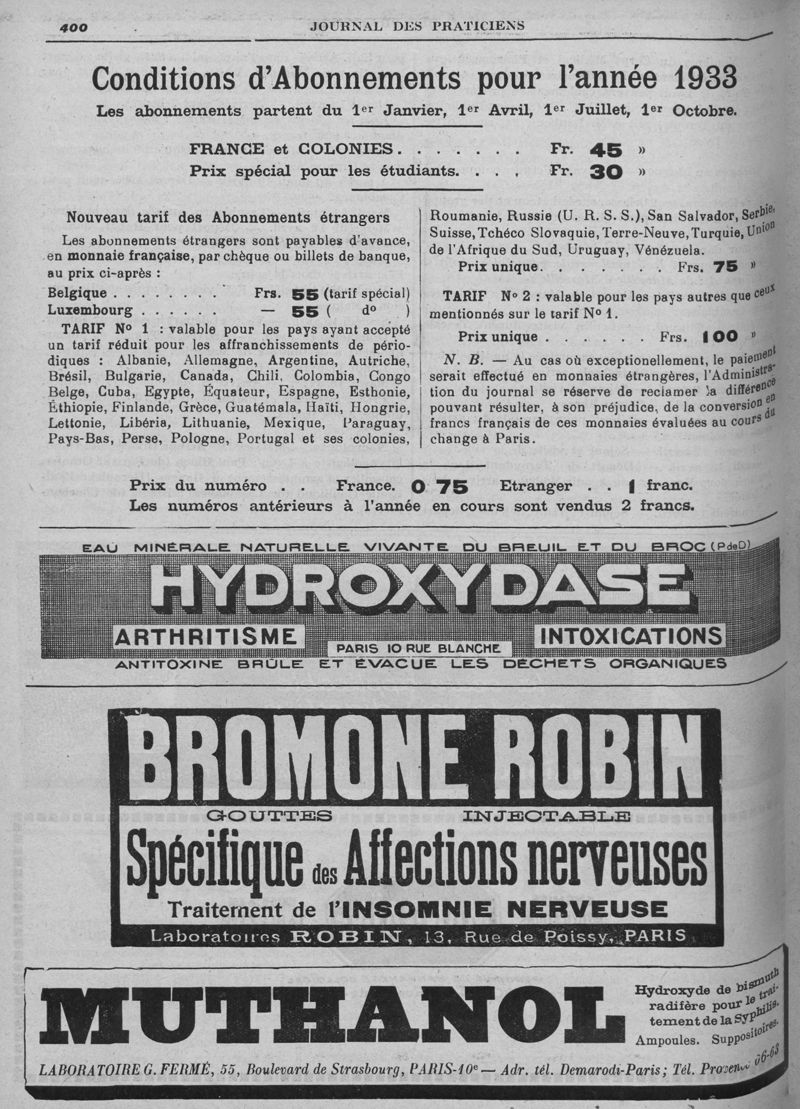 400
JOURNAL DES PRATICIENS
Conditions d'Abonnements pour l'année 1933
Les abonnements partent du 1er Janvier, 1er Avril, 1er Juillet, 1er Octobre.
FRANCE et COLONIES. . . . . . . Fr. 45 »
Prix spécial pour les étudiants. . . . Fr. 30 »
Nouveau tarif des Abonnements étrangers
Les abonnements étrangers sont payables d'avance,
en monnaie française, par chèque ou billets de banque,
au prix ci-après :
Belgique . . . . . . . . Frs. 55 (tarif spécial)
Luxembourg . . . . . . — 55 ( do )
TARIF No 1 : valable pour les pays ayant accepté
un tarif réduit pour les affranchissements de pério-
diques : Albanie, Allemagne, Argentine, Autriche,
Brésil, Bulgarie, Canada, Chili, Colombia, Congo
Belge, Cuba, Egypte, Équateur, Espagne, Esthonie,
Éthiopie, Finlande, Grèce, Guatémala, Haïti, Hongrie,
Lettonie, Libéria, Lithuanie, Mexique, Paraguay,
Pays-Bas, Perse, Pologne, Portugal et ses colonies,
Roumanie, Russie (U. R. S. S.), San Salvador, Serbie,
Suisse, Tchéco Slovaquie, Terre-Neuve, Turquie, Union
de l'Afrique du Sud, Uruguay, Vénézuela.
Prix unique. . . . . . . Frs. 75 »
TARIF No 2 : valable pour les pays autres que ceux
mentionnés sur le tarif No 1.
Prix unique . . . . . . Frs. 100 »
N. B. — Au cas où exceptionellement, le paiement
serait effectué en monnaies étrangères, l'Administra-
tion du journal se réserve de reclamer la différence
pouvant résulter, à son préjudice, de la conversion en
francs français de ces monnaies évaluées au cours du
change à Paris.
Prix du numéro . . France. 0 75 Etranger . . 1 franc.
Les numéros antérieurs à l'année en cours sont vendus 2 francs.
EAU MINÉRALE NATURELLE VIVANTE DU BREUIL ET DU BROC (P de D)
HYDROXYDASE
ARTHRITISME
INTOXICATIONS
PARIS 10 RUE BLANCHE
ANTITOXINE BRÛLE ET ÉVACUE LES DÉCHETS ORGANIQUES
BROMONE ROBIN
GOUTTES INJECTABLE
Spécifique des Affections nerveuses
Traitement de l'INSOMNIE NERVEUSE
Laboratoires ROBIN, 13, Rue de Poissy, PARIS
MUTHANOL
Hydroxyde de bismuth
radifère pour le trai-
tement de la Syphilis.
Ampoules. Suppositoires.
LABORATOIRE G. FERMÉ, 55, Boulevard de Strasbourg, PARIS-10e — Adr. tél. Demarodi-Paris ; Tél.